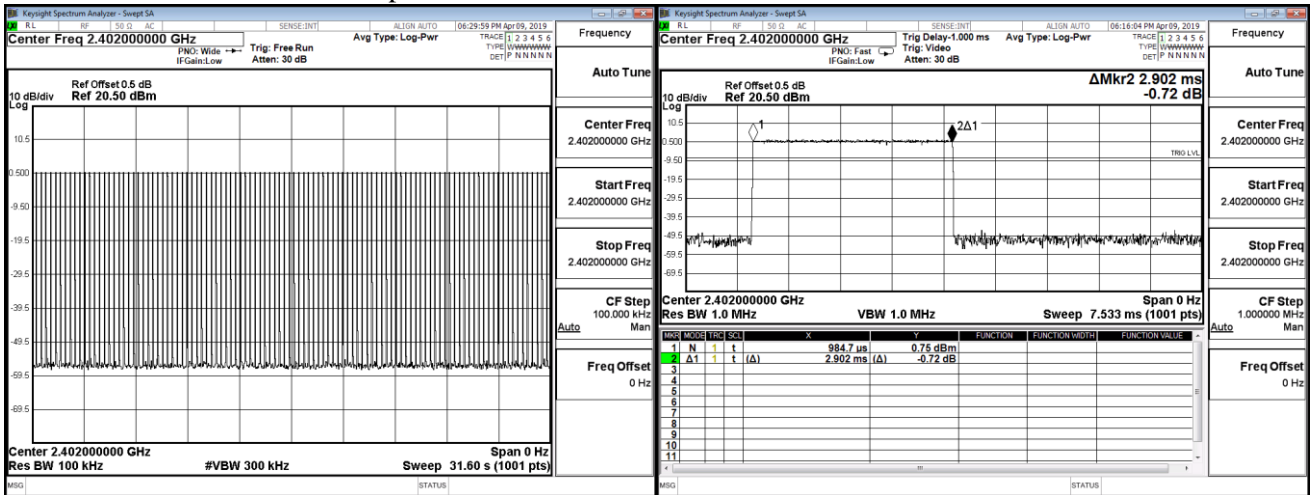 Keysight Spectrum Analyzer - Swept SA
RL RF 50 Ω AC SENSE:INT ALIGN AUTO 06:29:59 PM Apr 09, 2019
Center Freq 2.402000000 GHz
PNO: Wide
IFGain:Low
Trig: Free Run
Atten: 30 dB
Avg Type: Log-Pwr
TRACE 1 2 3 4 5 6
TYPE WWWWWW
DET P N N N N N
Ref Offset 0.5 dB
10 dB/div Ref 20.50 dBm
Log
10.5
0.500
-9.50
-19.5
-29.5
-39.5
-49.5
-59.5
-69.5
Center 2.402000000 GHz Span 0 Hz
Res BW 100 kHz #VBW 300 kHz Sweep 31.60 s (1001 pts)
MSG STATUS
Frequency
Auto Tune
Center Freq
2.402000000 GHz
Start Freq
2.402000000 GHz
Stop Freq
2.402000000 GHz
CF Step
100.000 kHz
Auto Man
Freq Offset
0 Hz
Keysight Spectrum Analyzer - Swept SA
RL RF 50 Ω AC SENSE:INT ALIGN AUTO 06:16:04 PM Apr 09, 2019
Center Freq 2.402000000 GHz
PNO: Fast
IFGain:Low
Trig Delay-1.000 ms
Trig: Video
Atten: 30 dB
Avg Type: Log-Pwr
TRACE 1 2 3 4 5 6
TYPE WWWWWW
DET P N N N N N
ΔMkr2 2.902 ms
-0.72 dB
Ref Offset 0.5 dB
10 dB/div Ref 20.50 dBm
Log
10.5
0.500
-9.50
-19.5
-29.5
-39.5
-49.5
-59.5
-69.5
1
2Δ1
TRIG LVL
Center 2.402000000 GHz Span 0 Hz
Res BW 1.0 MHz VBW 1.0 MHz Sweep 7.533 ms (1001 pts)
MKR MODE TRC SCL X Y FUNCTION FUNCTION WIDTH FUNCTION VALUE
1 N 1 t 984.7 µs 0.75 dBm
2 Δ1 1 t (Δ) 2.902 ms (Δ) -0.72 dB
3
4
5
6
7
8
9
10
11
MSG STATUS
Frequency
Auto Tune
Center Freq
2.402000000 GHz
Start Freq
2.402000000 GHz
Stop Freq
2.402000000 GHz
CF Step
1.000000 MHz
Auto Man
Freq Offset
0 Hz